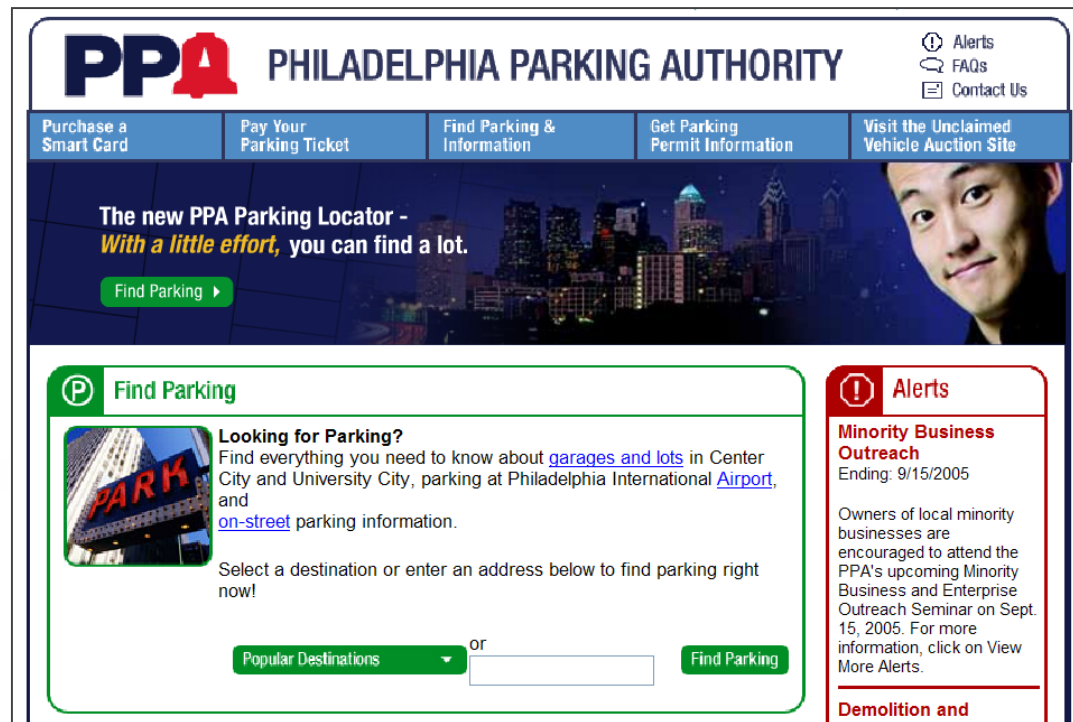 PPA PHILADELPHIA PARKING AUTHORITY
Alerts
FAQs
Contact Us
Purchase a
Smart Card
Pay Your
Parking Ticket
Find Parking &
Information
Get Parking
Permit Information
Visit the Unclaimed
Vehicle Auction Site
The new PPA Parking Locator -
With a little effort, you can find a lot.
Find Parking
P Find Parking
PARK
Looking for Parking?
Find everything you need to know about garages and lots in Center
City and University City, parking at Philadelphia International Airport,
and
on-street parking information.
Select a destination or enter an address below to find parking right
now!
Popular Destinations
or
Find Parking
! Alerts
Minority Business
Outreach
Ending: 9/15/2005
Owners of local minority
businesses are
encouraged to attend the
PPA's upcoming Minority
Business and Enterprise
Outreach Seminar on Sept.
15, 2005. For more
information, click on View
More Alerts.
Demolition and